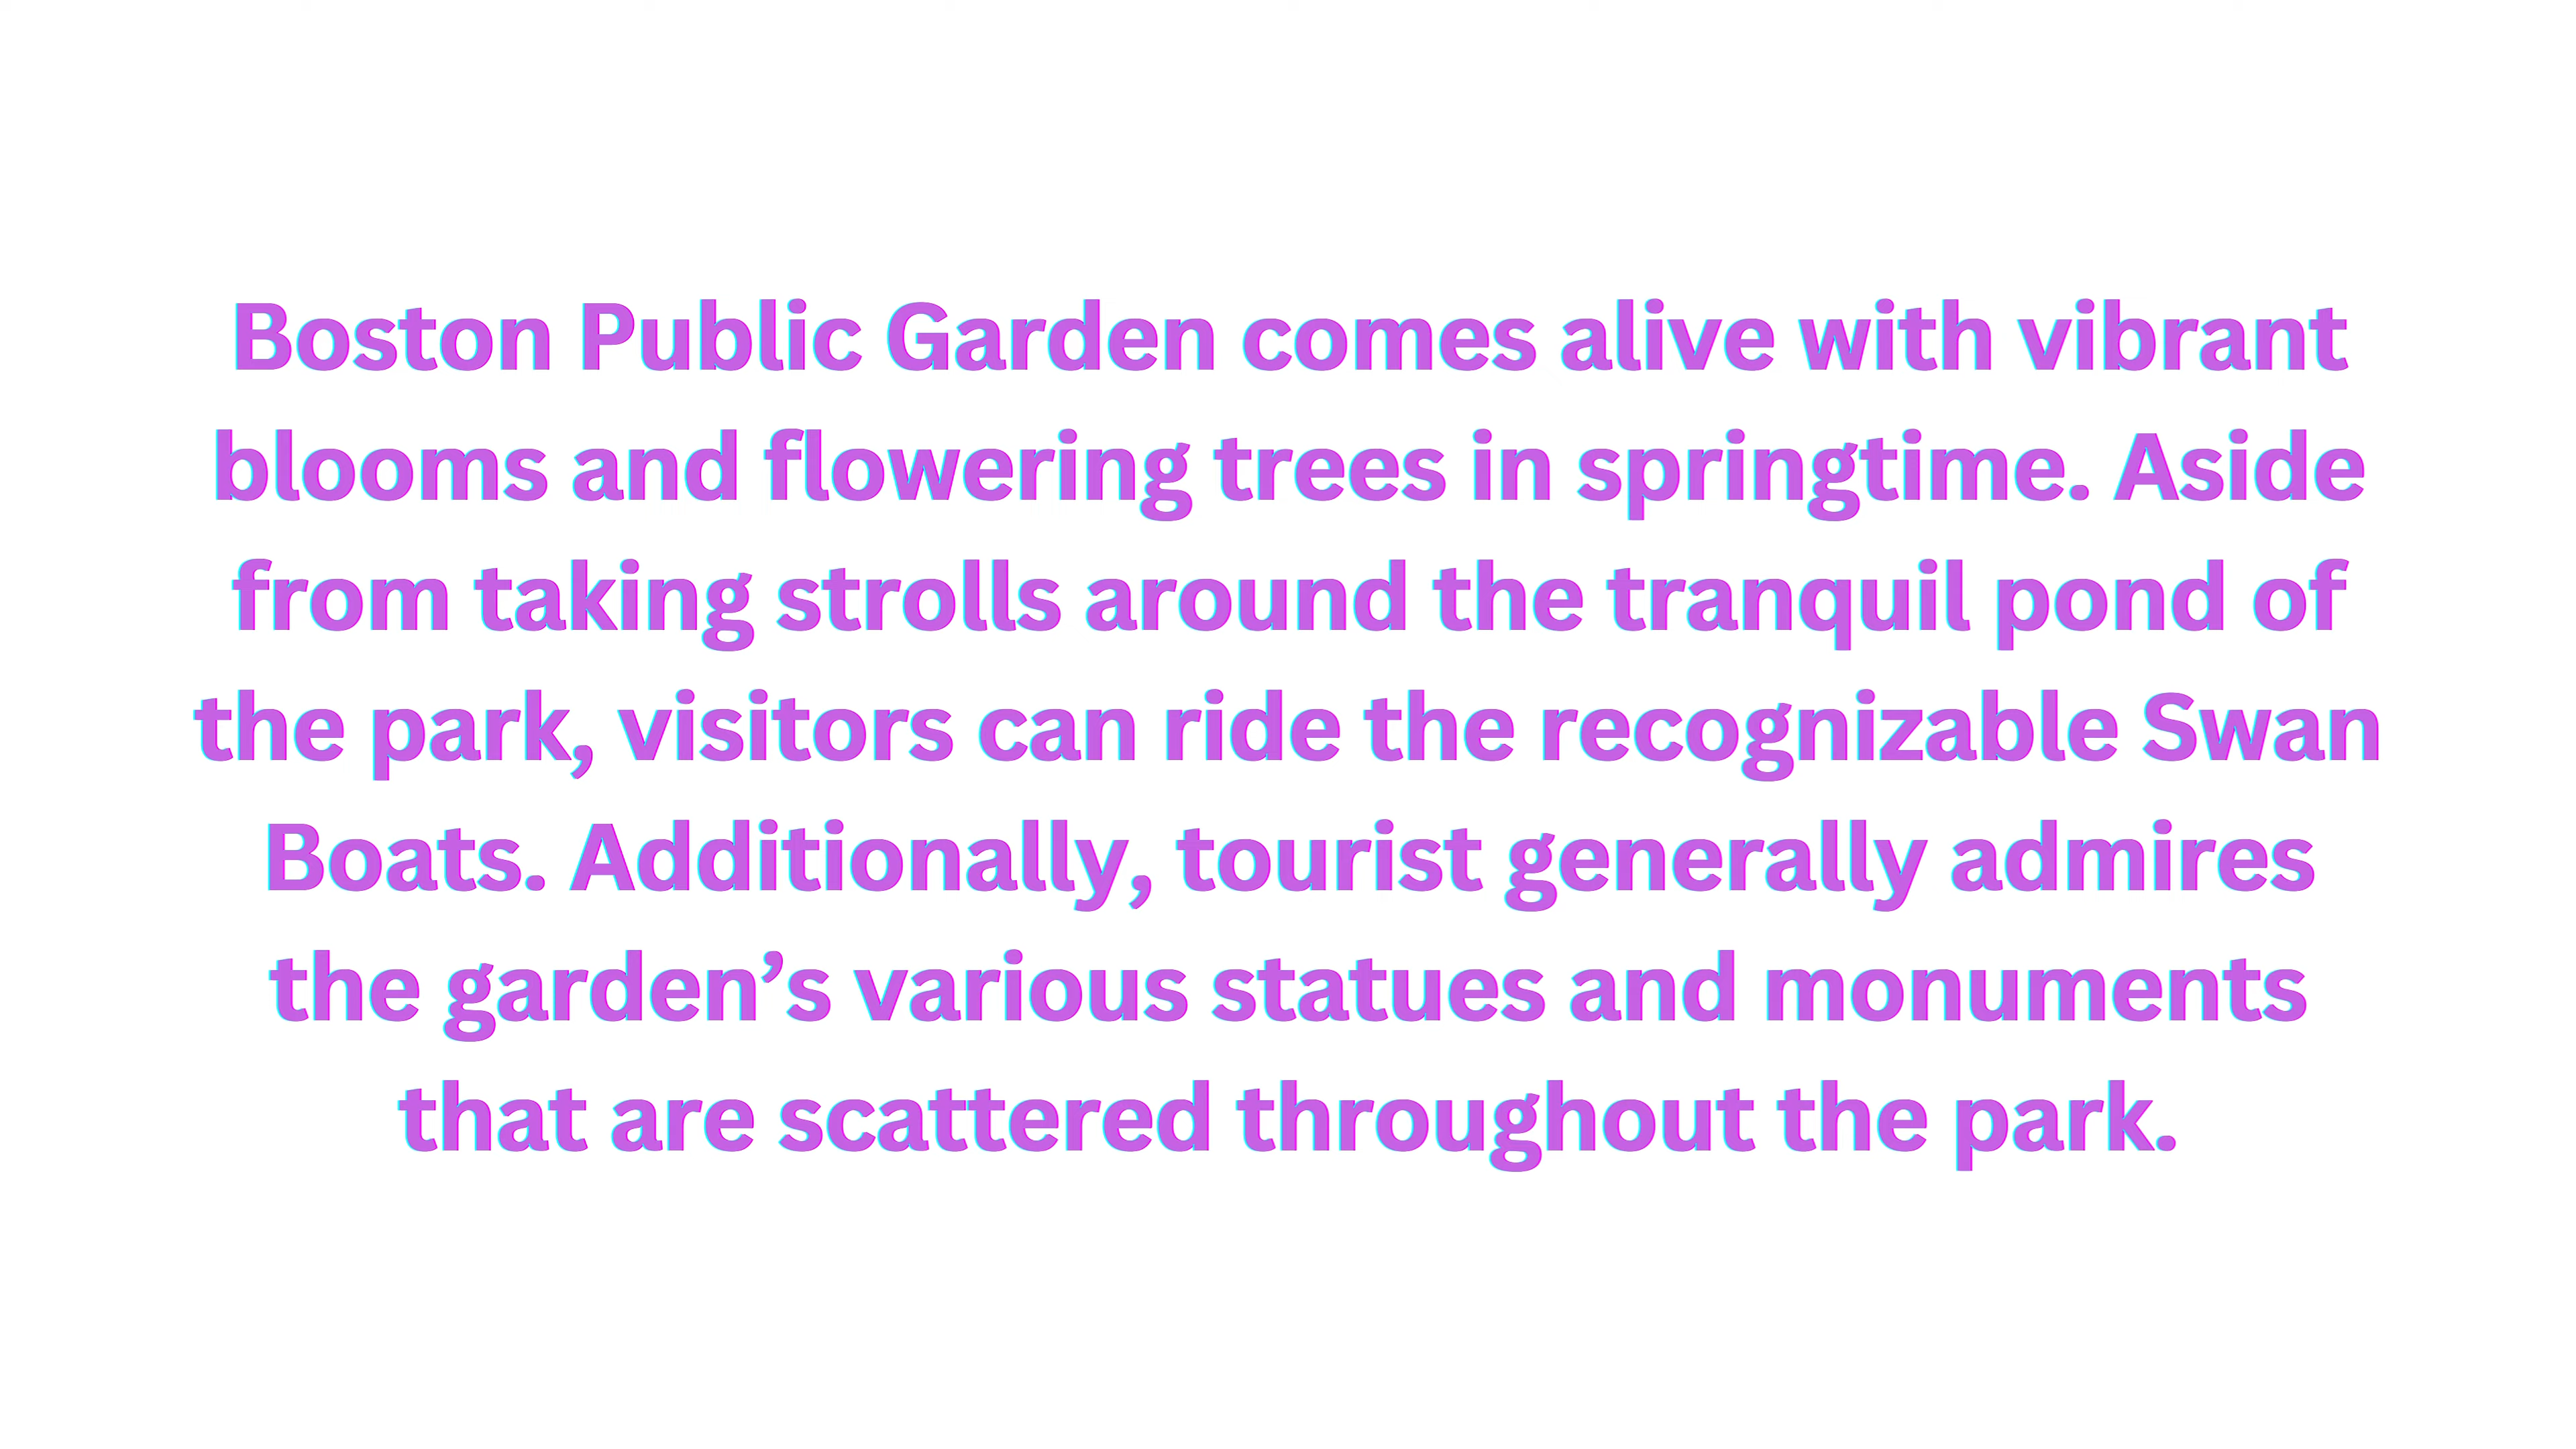 Boston Public Garden comes alive with vibrant
blooms and flowering trees in springtime. Aside
from taking strolls around the tranquil pond of
the park, visitors can ride the recognizable Swan
Boats. Additionally, tourist generally admires
the garden’s various statues and monuments
that are scattered throughout the park.